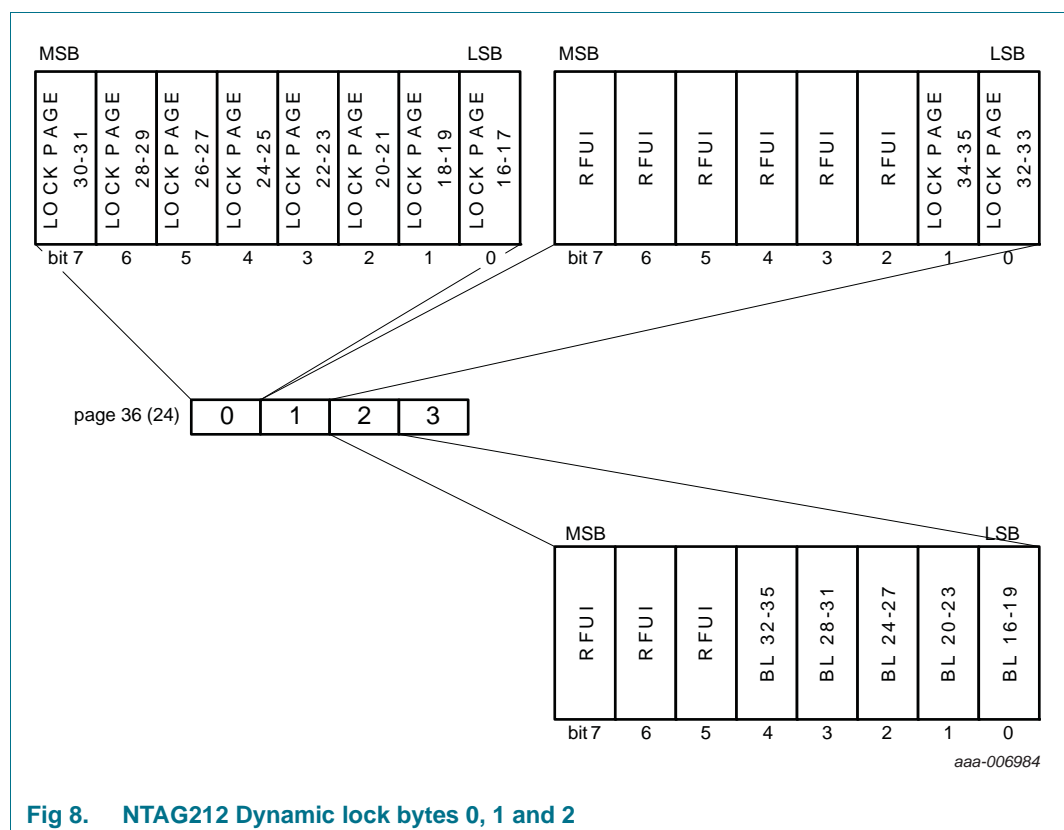 MSB LSB
LOCK PAGE 30-31
LOCK PAGE 28-29
LOCK PAGE 26-27
LOCK PAGE 24-25
LOCK PAGE 22-23
LOCK PAGE 20-21
LOCK PAGE 18-19
LOCK PAGE 16-17
bit 7 6 5 4 3 2 1 0
MSB LSB
RFUI
RFUI
RFUI
RFUI
RFUI
RFUI
LOCK PAGE 34-35
LOCK PAGE 32-33
bit 7 6 5 4 3 2 1 0
page 36 (24) 0 1 2 3
MSB LSB
RFUI
RFUI
RFUI
BL 32-35
BL 28-31
BL 24-27
BL 20-23
BL 16-19
bit 7 6 5 4 3 2 1 0
aaa-006984
Fig 8. NTAG212 Dynamic lock bytes 0, 1 and 2